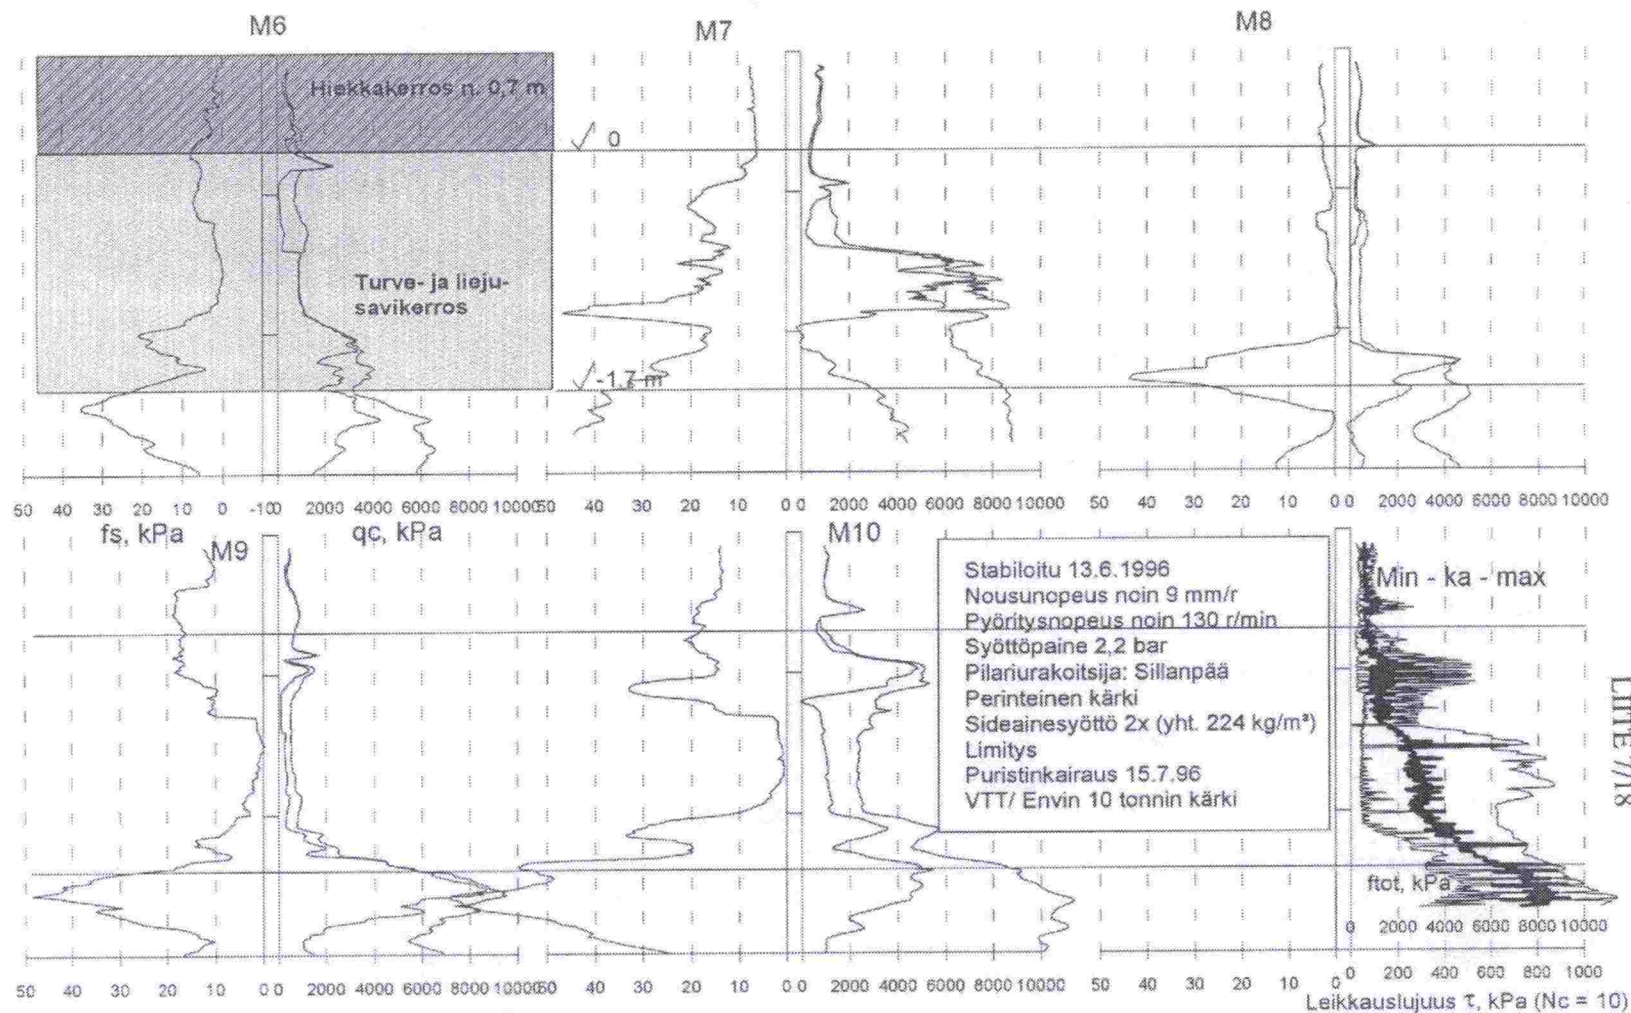 M6
M7
M8
Hiekkakerros n. 0,7 m
0
Turve- ja lieju-
savikerros
-1,7 m
50 40 30 20 10 0 -100 2000 4000 6000 8000 10000
50 40 30 20 10 0 0 2000 4000 6000 8000 10000
50 40 30 20 10 0 0 2000 4000 6000 8000 10000
fs, kPa
qc, kPa
M9
M10
Stabiloitu 13.6.1996
Nousunopeus noin 9 mm/r
Pyöritysnopeus noin 130 r/min
Syöttöpaine 2,2 bar
Pilariurakoitsija: Sillanpää
Perinteinen kärki
Sideainesyöttö 2x (yht. 224 kg/m³)
Limitys
Puristinkairaus 15.7.96
VTT/ Envin 10 tonnin kärki
Min - ka - max
LIITE 7/18
ftot, kPa
0 2000 4000 6000 8000 10000
50 40 30 20 10 0 0 2000 4000 6000 8000 10000
50 40 30 20 10 0 0 2000 4000 6000 8000 10000
50 40 30 20 10 0 200 400 600 800 1000
Leikkauslujuus τ, kPa (Nc = 10)